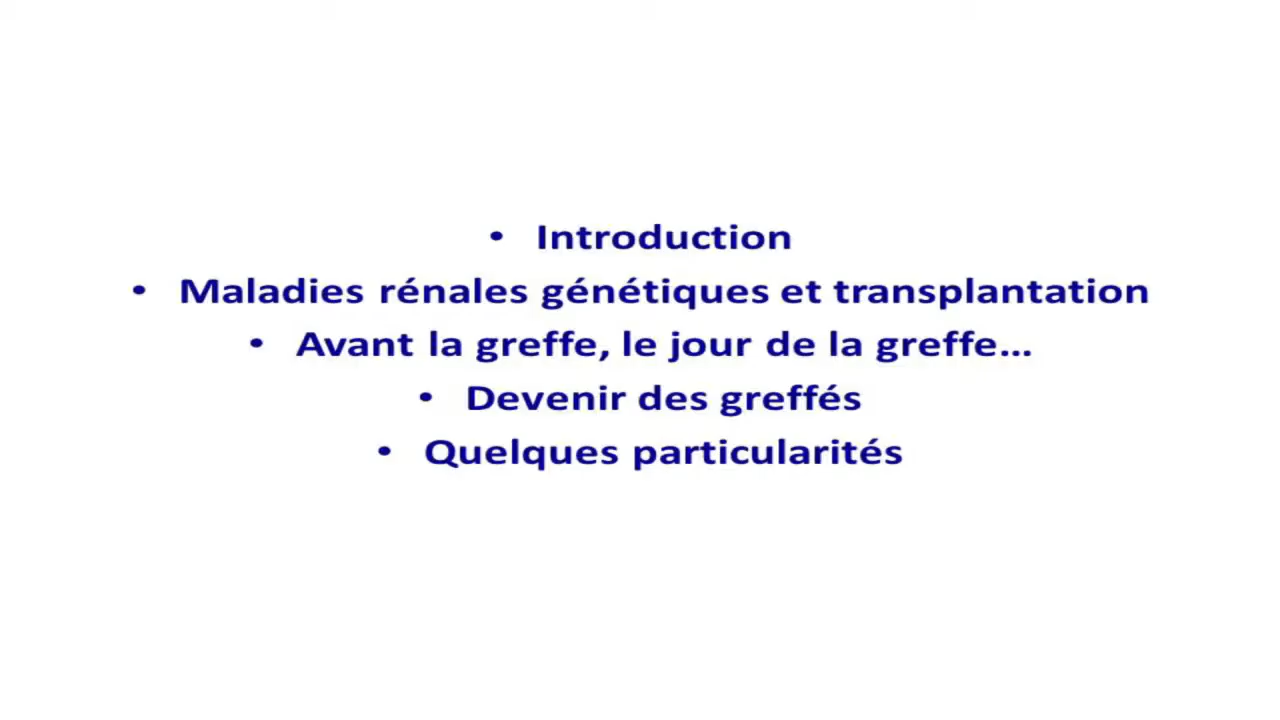 • Introduction
• Maladies rénales génétiques et transplantation
• Avant la greffe, le jour de la greffe...
• Devenir des greffés
• Quelques particularités